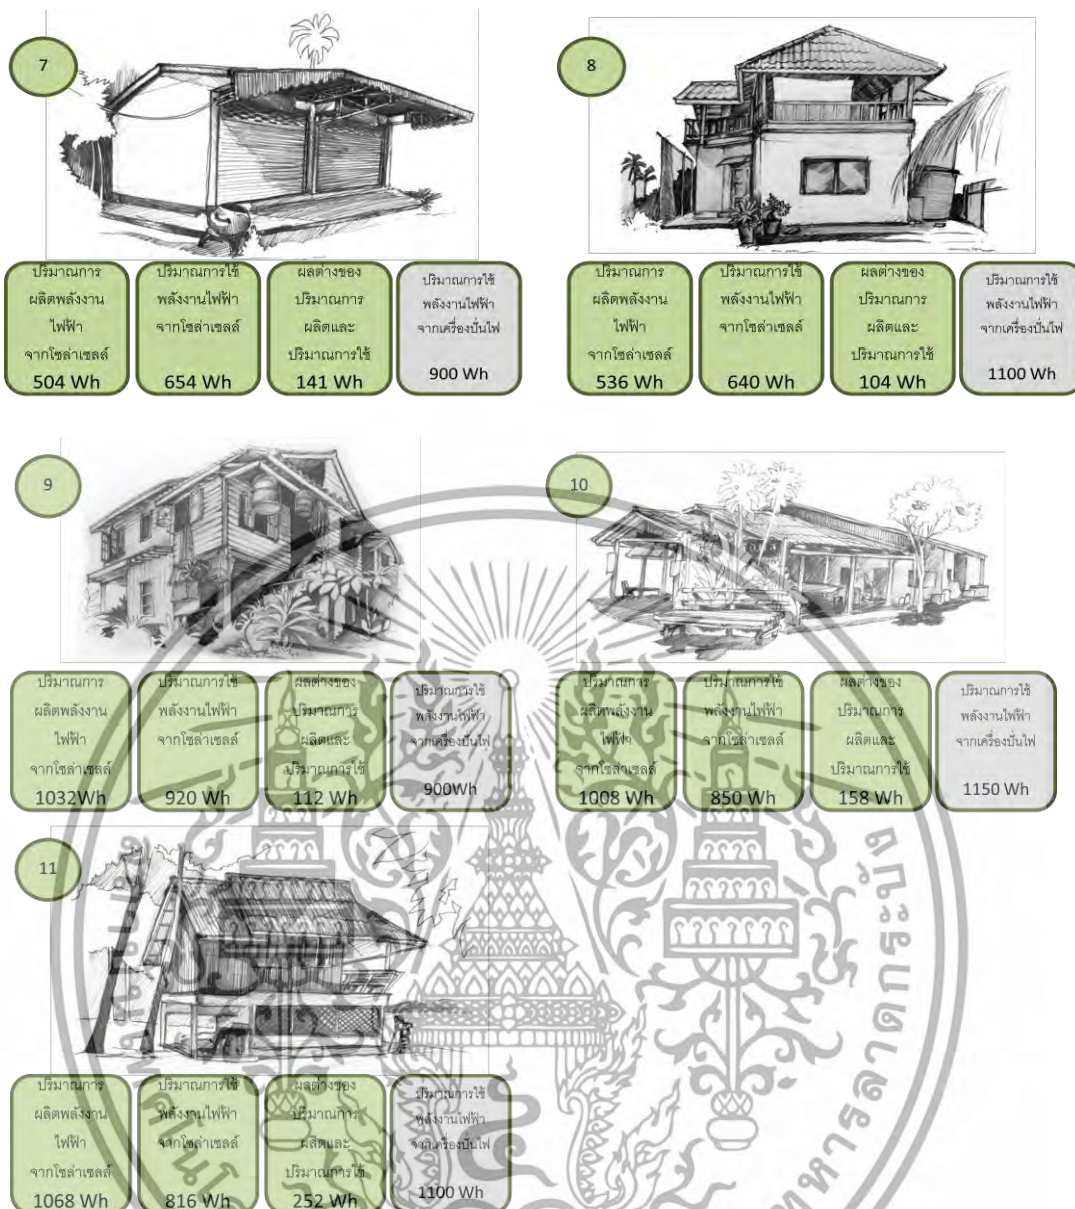 7
ปริมาณการ
ผลิตพลังงาน
ไฟฟ้า
จากโซล่าเซลล์
504 Wh
ปริมาณการใช้
พลังงานไฟฟ้า
จากโซล่าเซลล์
654 Wh
ผลต่างของ
ปริมาณการ
ผลิตและ
ปริมาณการใช้
141 Wh
ปริมาณการใช้
พลังงานไฟฟ้า
จากเครื่องปั่นไฟ
900 Wh
8
ปริมาณการ
ผลิตพลังงาน
ไฟฟ้า
จากโซล่าเซลล์
536 Wh
ปริมาณการใช้
พลังงานไฟฟ้า
จากโซล่าเซลล์
640 Wh
ผลต่างของ
ปริมาณการ
ผลิตและ
ปริมาณการใช้
104 Wh
ปริมาณการใช้
พลังงานไฟฟ้า
จากเครื่องปั่นไฟ
1100 Wh
9
ปริมาณการ
ผลิตพลังงาน
ไฟฟ้า
จากโซล่าเซลล์
1032Wh
ปริมาณการใช้
พลังงานไฟฟ้า
จากโซล่าเซลล์
920 Wh
ผลต่างของ
ปริมาณการ
ผลิตและ
ปริมาณการใช้
112 Wh
ปริมาณการใช้
พลังงานไฟฟ้า
จากเครื่องปั่นไฟ
900Wh
10
ปริมาณการ
ผลิตพลังงาน
ไฟฟ้า
จากโซล่าเซลล์
1008 Wh
ปริมาณการใช้
พลังงานไฟฟ้า
จากโซล่าเซลล์
850 Wh
ผลต่างของ
ปริมาณการ
ผลิตและ
ปริมาณการใช้
158 Wh
ปริมาณการใช้
พลังงานไฟฟ้า
จากเครื่องปั่นไฟ
1150 Wh
11
ปริมาณการ
ผลิตพลังงาน
ไฟฟ้า
จากโซล่าเซลล์
1068 Wh
ปริมาณการใช้
พลังงานไฟฟ้า
จากโซล่าเซลล์
816 Wh
ผลต่างของ
ปริมาณการ
ผลิตและ
ปริมาณการใช้
252 Wh
ปริมาณการใช้
พลังงานไฟฟ้า
จากเครื่องปั่นไฟ
1100 Wh